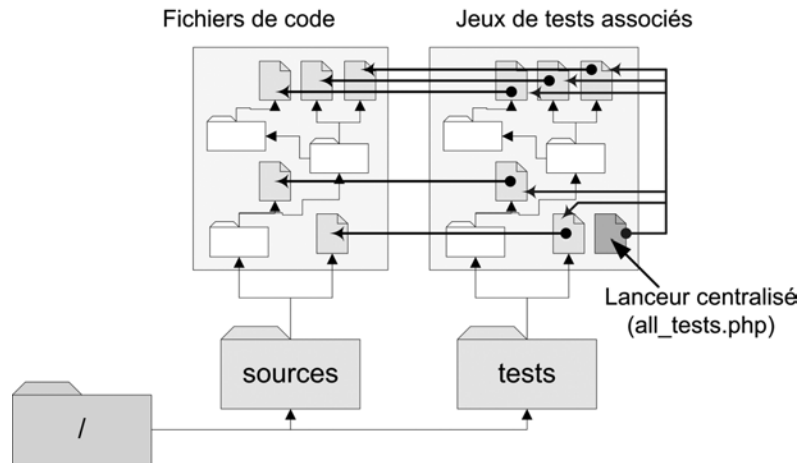 Fichiers de code
Jeux de tests associés
Lanceur centralisé
(all_tests.php)
sources
tests
/